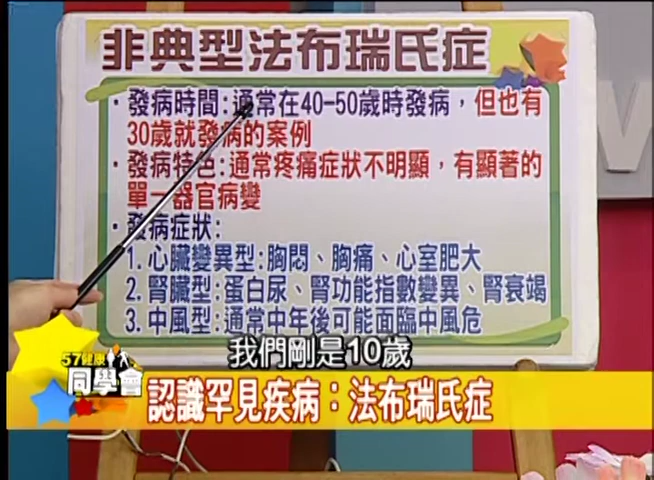 非典型法布瑞氏症
·發病時間:通常在40-50歲時發病，但也有
30歲就發病的案例
·發病特色:通常疼痛症狀不明顯，有顯著的
單一器官病變
·發病症狀:
1.心臟變異型:胸悶、胸痛、心室肥大
2.腎臟型:蛋白尿、腎功能指數變異、腎衰竭
3.中風型:通常中年後可能面臨中風危
我們剛是10歲
57健康
同學會
認識罕見疾病：法布瑞氏症